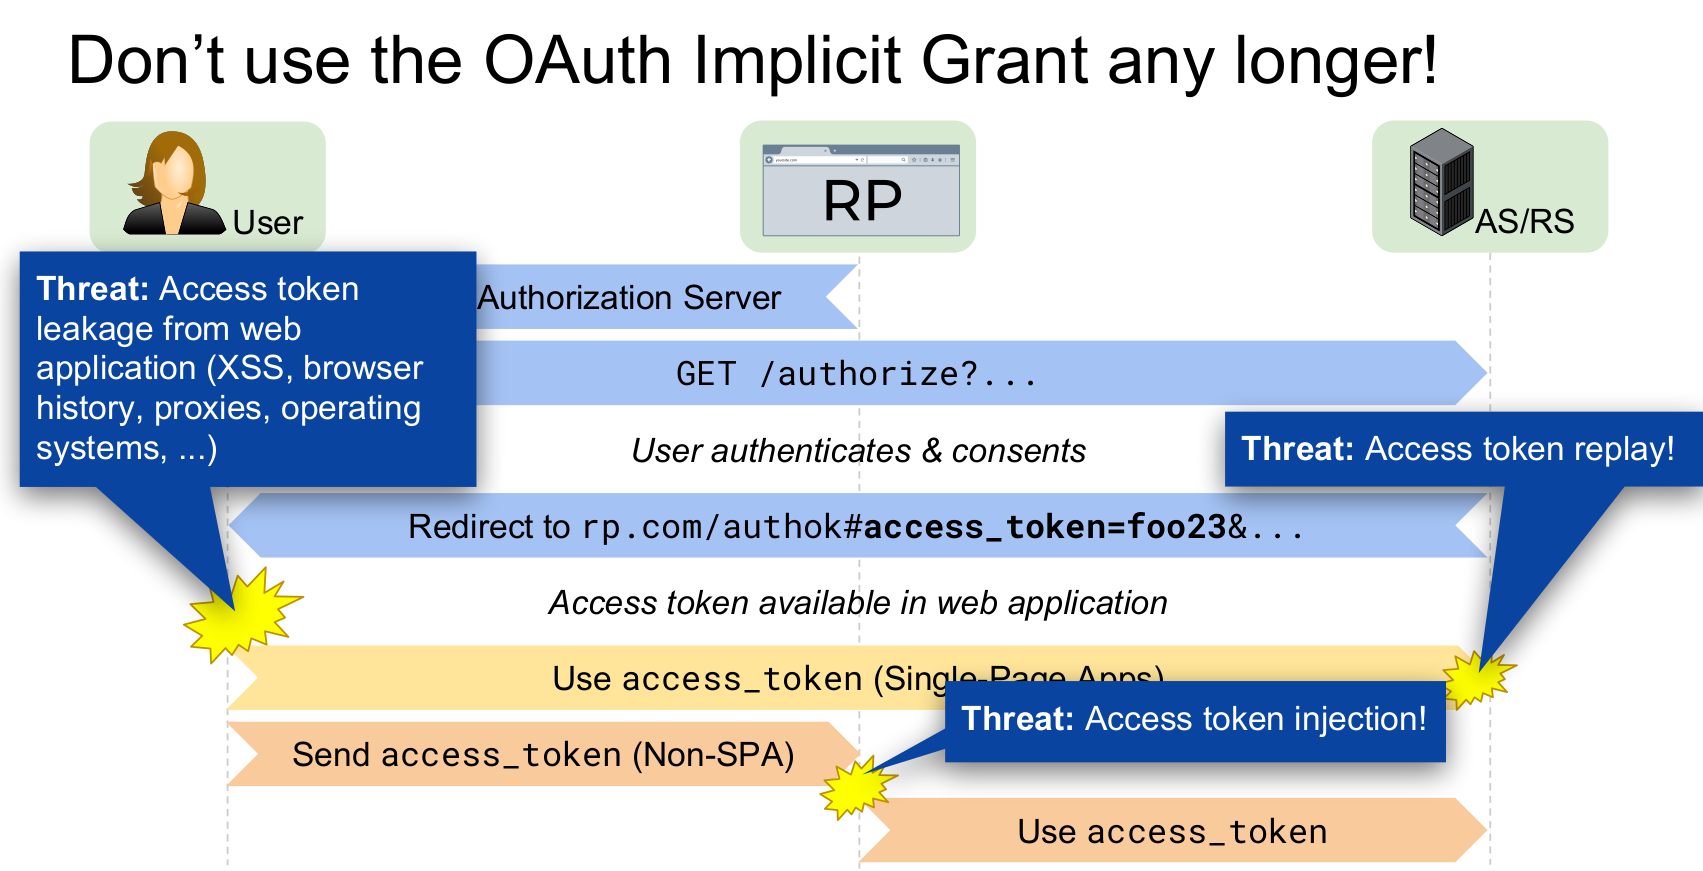 Don’t use the OAuth Implicit Grant any longer!
User
RP
AS/RS
Authorization Server
Threat: Access token
leakage from web
application (XSS, browser
history, proxies, operating
systems, ...)
GET /authorize?...
User authenticates & consents
Threat: Access token replay!
Redirect to rp.com/authok#access_token=foo23&...
Access token available in web application
Use access_token (Single-Page Apps)
Threat: Access token injection!
Send access_token (Non-SPA)
Use access_token